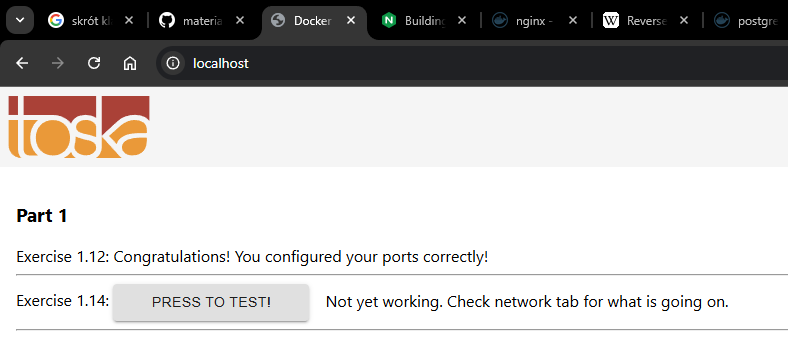 skrót kl
materia
Docker
Building
nginx -
Reverse
postgre
localhost
toska
Part 1
Exercise 1.12: Congratulations! You configured your ports correctly!
Exercise 1.14: PRESS TO TEST! Not yet working. Check network tab for what is going on.